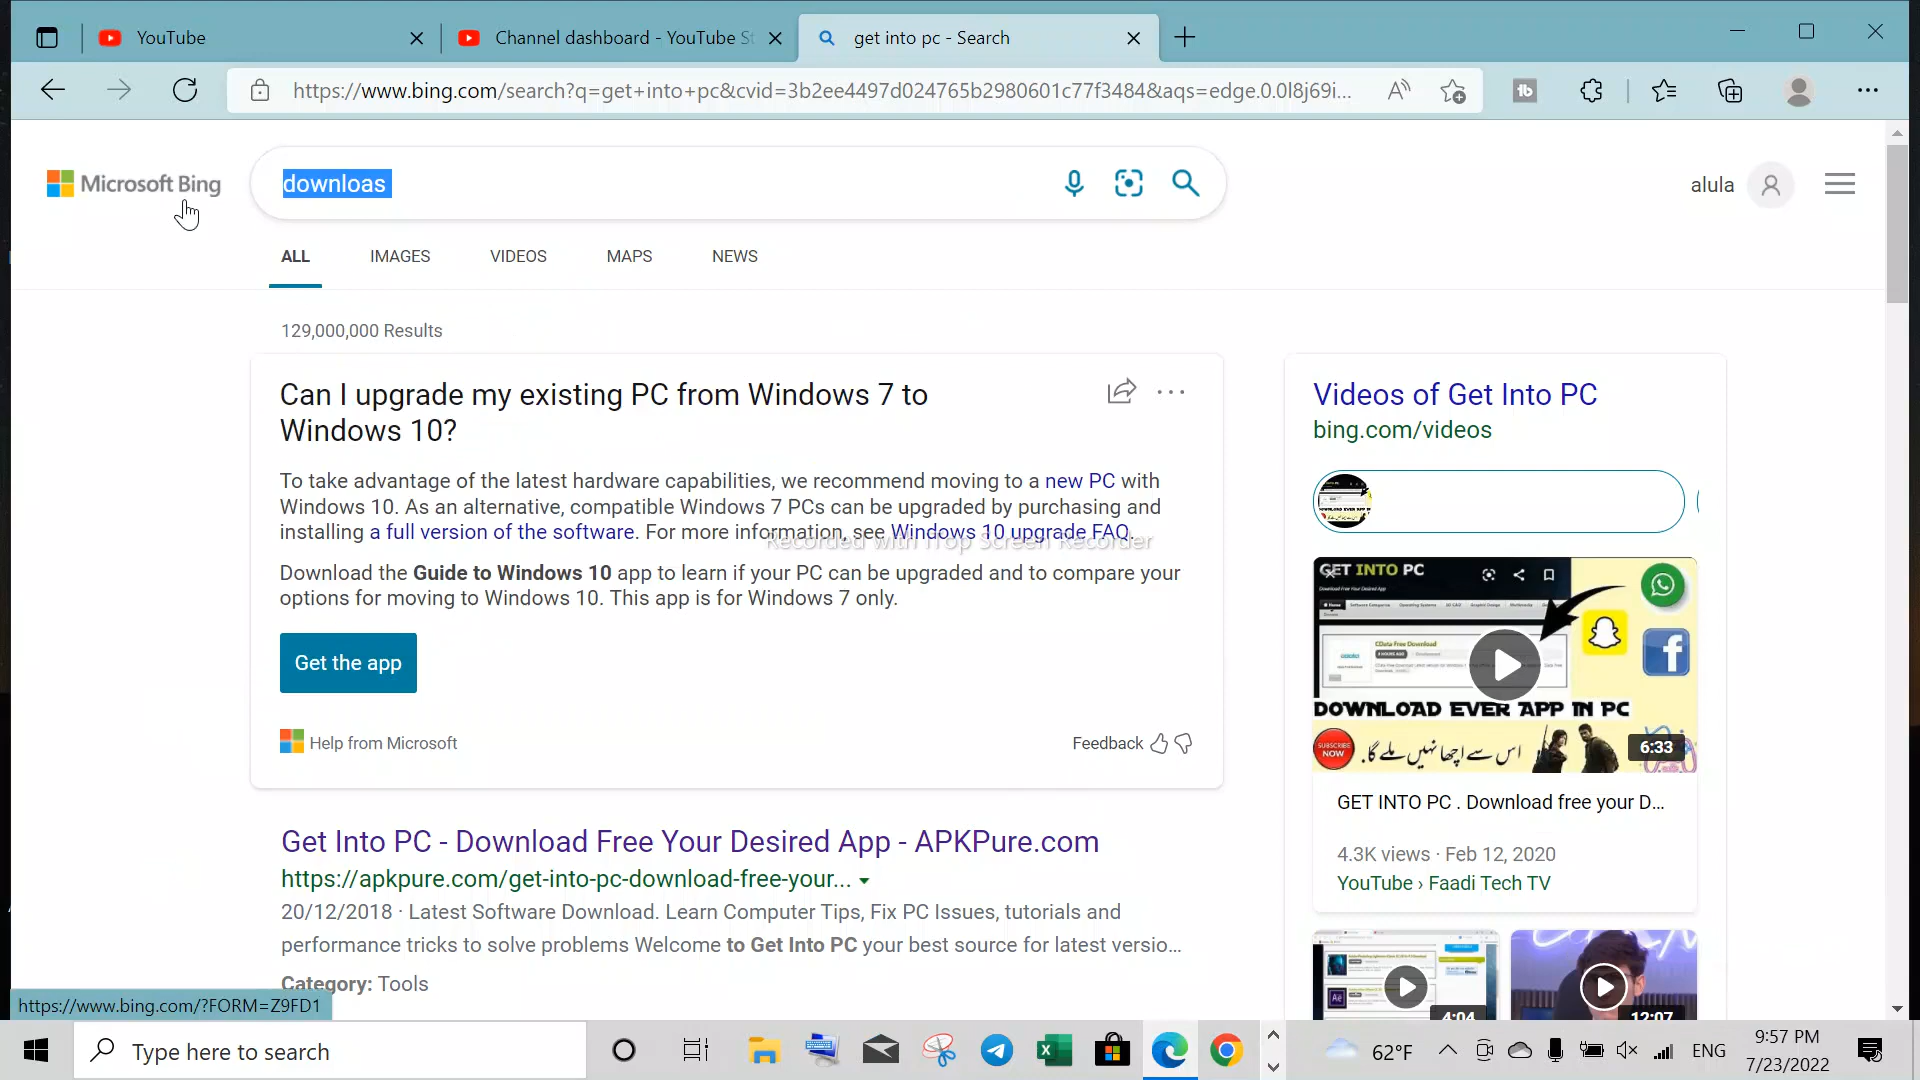 YouTube
Channel dashboard - YouTube St
get into pc - Search
https://www.bing.com/search?q=get+into+pc&cvid=3b2ee4497d024765b2980601c77f3484&aqs=edge.0.0l8j69i...
Microsoft Bing
downloas
alula
ALL IMAGES VIDEOS MAPS NEWS
129,000,000 Results
Can I upgrade my existing PC from Windows 7 to
Windows 10?
To take advantage of the latest hardware capabilities, we recommend moving to a new PC with
Windows 10. As an alternative, compatible Windows 7 PCs can be upgraded by purchasing and
installing a full version of the software. For more information, see Windows 10 upgrade FAQ.
Recorded with iTop Screen Recorder
Download the Guide to Windows 10 app to learn if your PC can be upgraded and to compare your
options for moving to Windows 10. This app is for Windows 7 only.
Get the app
Help from Microsoft
Feedback
Get Into PC - Download Free Your Desired App - APKPure.com
https://apkpure.com/get-into-pc-download-free-your...
20/12/2018 · Latest Software Download. Learn Computer Tips, Fix PC Issues, tutorials and
performance tricks to solve problems Welcome to Get Into PC your best source for latest versio...
Category: Tools
Videos of Get Into PC
bing.com/videos
GET INTO PC
Download Free Your Desired App
CData Free Download
DOWNLOAD EVER APP IN PC
SUBSCRIBE
NOW
اس سے اچھا نہیں ملے گا.
6:33
GET INTO PC . Download free your D...
4.3K views · Feb 12, 2020
YouTube › Faadi Tech TV
4:04
12:07
https://www.bing.com/?FORM=Z9FD1
Type here to search
62°F
ENG
9:57 PM
7/23/2022